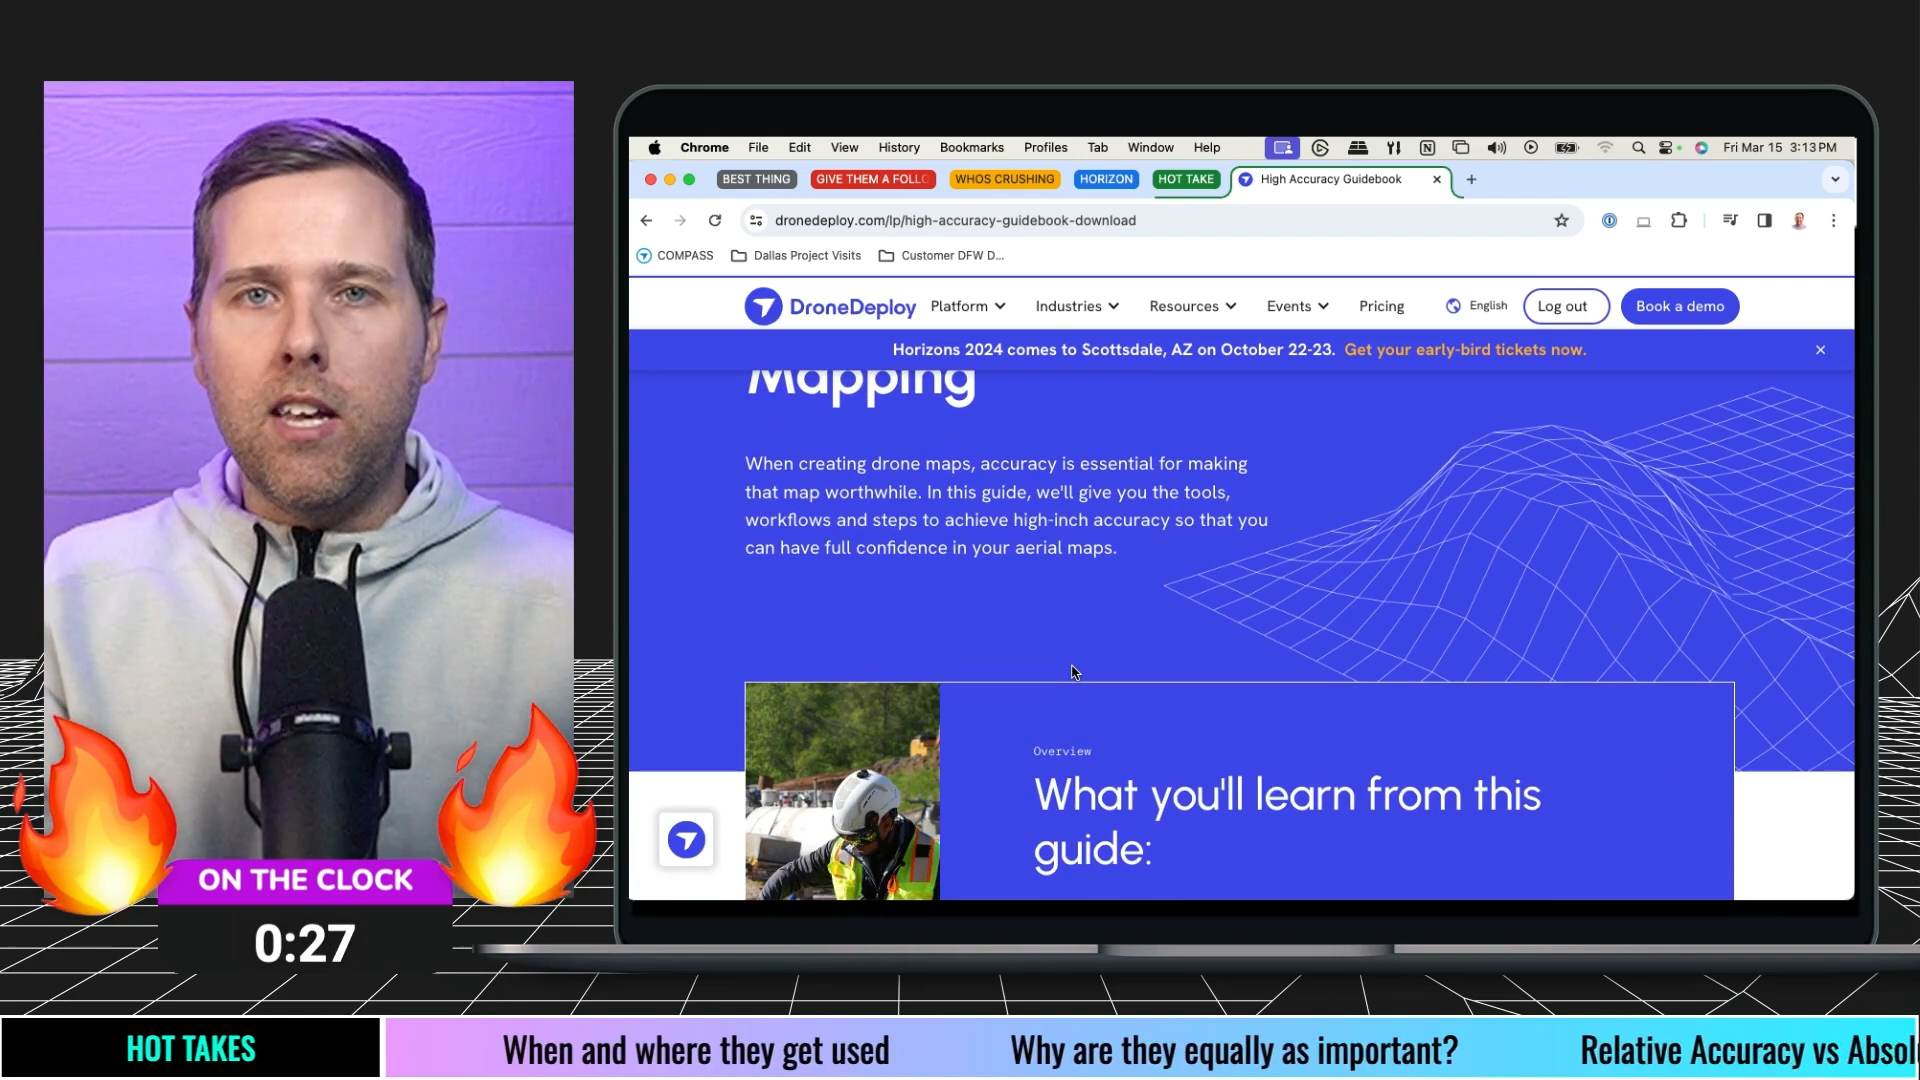 Chrome File Edit View History Bookmarks Profiles Tab Window Help Fri Mar 15 3:13 PM
BEST THING GIVE THEM A FOLLO WHOS CRUSHING HORIZON HOT TAKE High Accuracy Guidebook
dronedeploy.com/lp/high-accuracy-guidebook-download
COMPASS Dallas Project Visits Customer DFW D...
DroneDeploy Platform Industries Resources Events Pricing English Log out Book a demo
Horizons 2024 comes to Scottsdale, AZ on October 22-23. Get your early-bird tickets now.
Mapping
When creating drone maps, accuracy is essential for making
that map worthwhile. In this guide, we'll give you the tools,
workflows and steps to achieve high-inch accuracy so that you
can have full confidence in your aerial maps.
Overview
What you'll learn from this
guide:
ON THE CLOCK
0:27
HOT TAKES When and where they get used Why are they equally as important? Relative Accuracy vs Absol